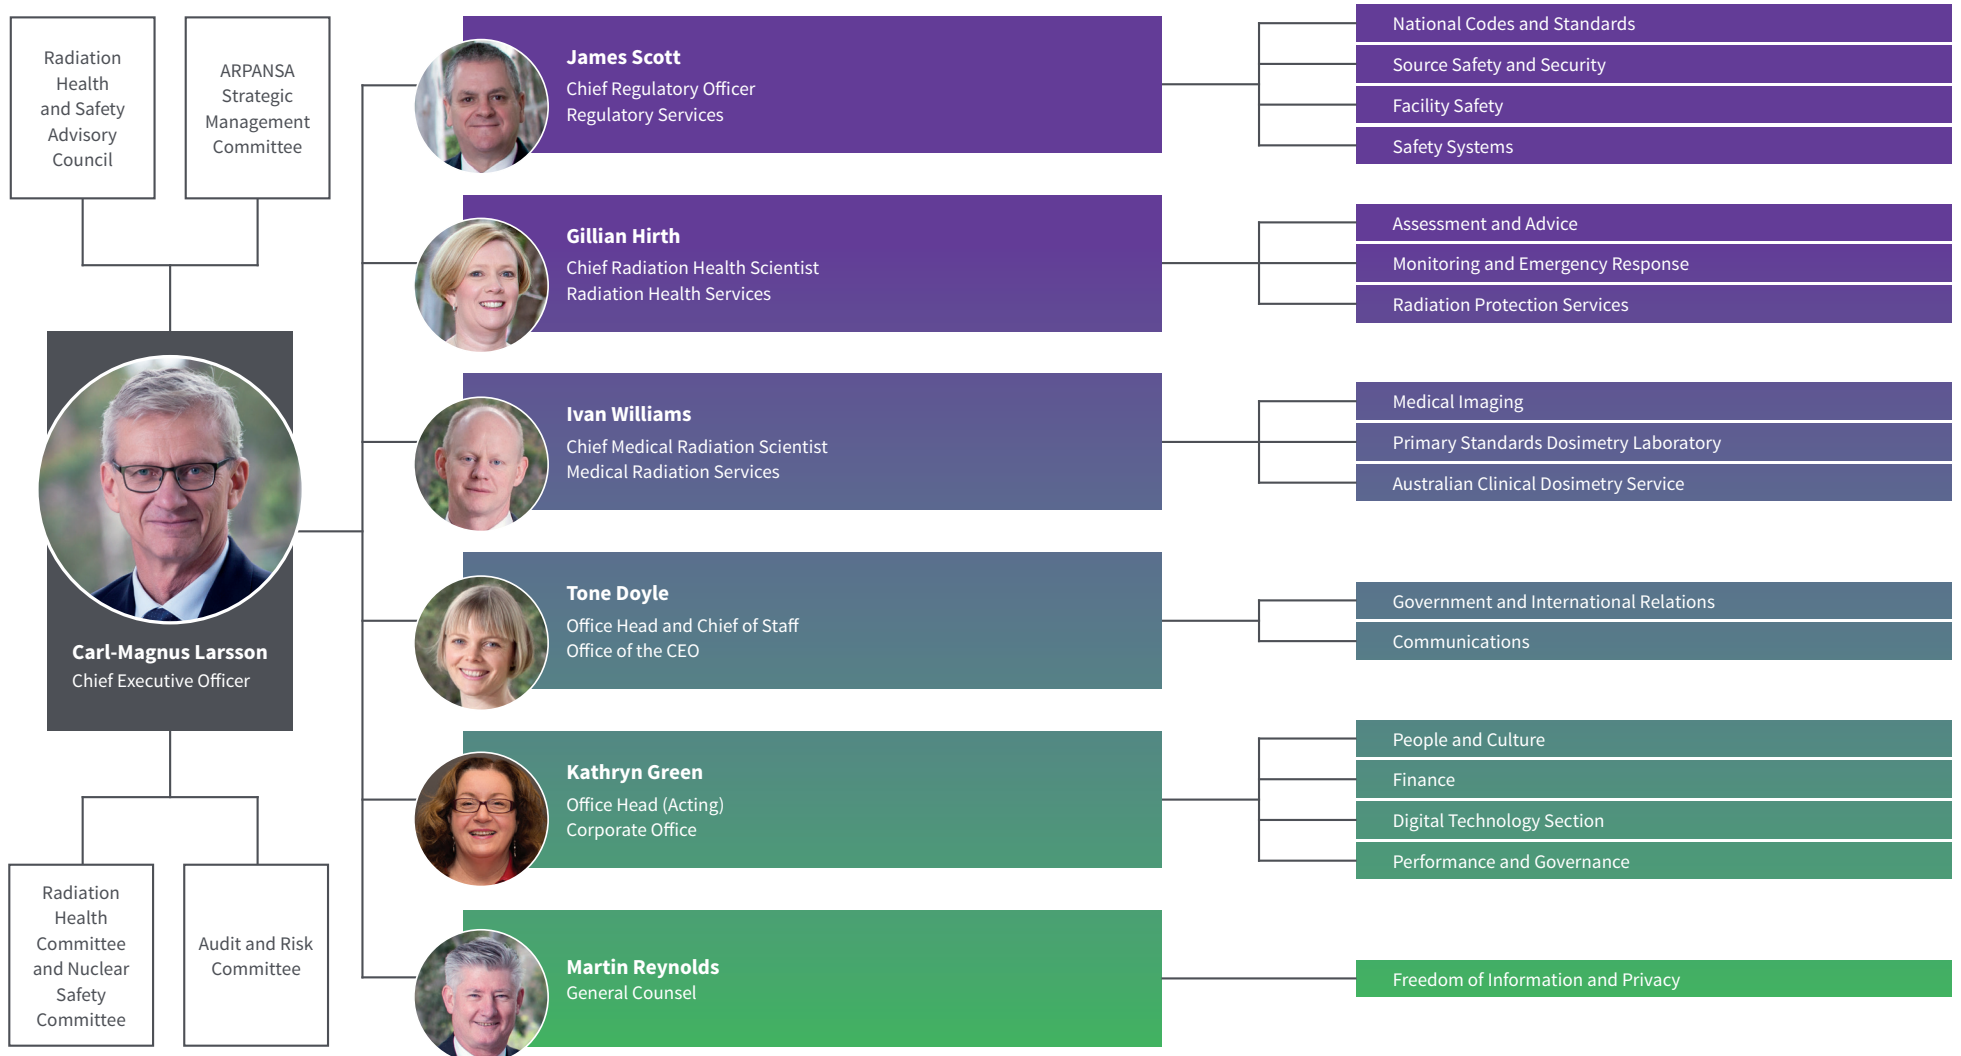 Radiation
Health
and Safety
Advisory
Council
ARPANSA
Strategic
Management
Committee
Carl-Magnus Larsson
Chief Executive Officer
Radiation
Health
Committee
and Nuclear
Safety
Committee
Audit and Risk
Committee
James Scott
Chief Regulatory Officer
Regulatory Services
National Codes and Standards
Source Safety and Security
Facility Safety
Safety Systems
Gillian Hirth
Chief Radiation Health Scientist
Radiation Health Services
Assessment and Advice
Monitoring and Emergency Response
Radiation Protection Services
Ivan Williams
Chief Medical Radiation Scientist
Medical Radiation Services
Medical Imaging
Primary Standards Dosimetry Laboratory
Australian Clinical Dosimetry Service
Tone Doyle
Office Head and Chief of Staff
Office of the CEO
Government and International Relations
Communications
Kathryn Green
Office Head (Acting)
Corporate Office
People and Culture
Finance
Digital Technology Section
Performance and Governance
Martin Reynolds
General Counsel
Freedom of Information and Privacy